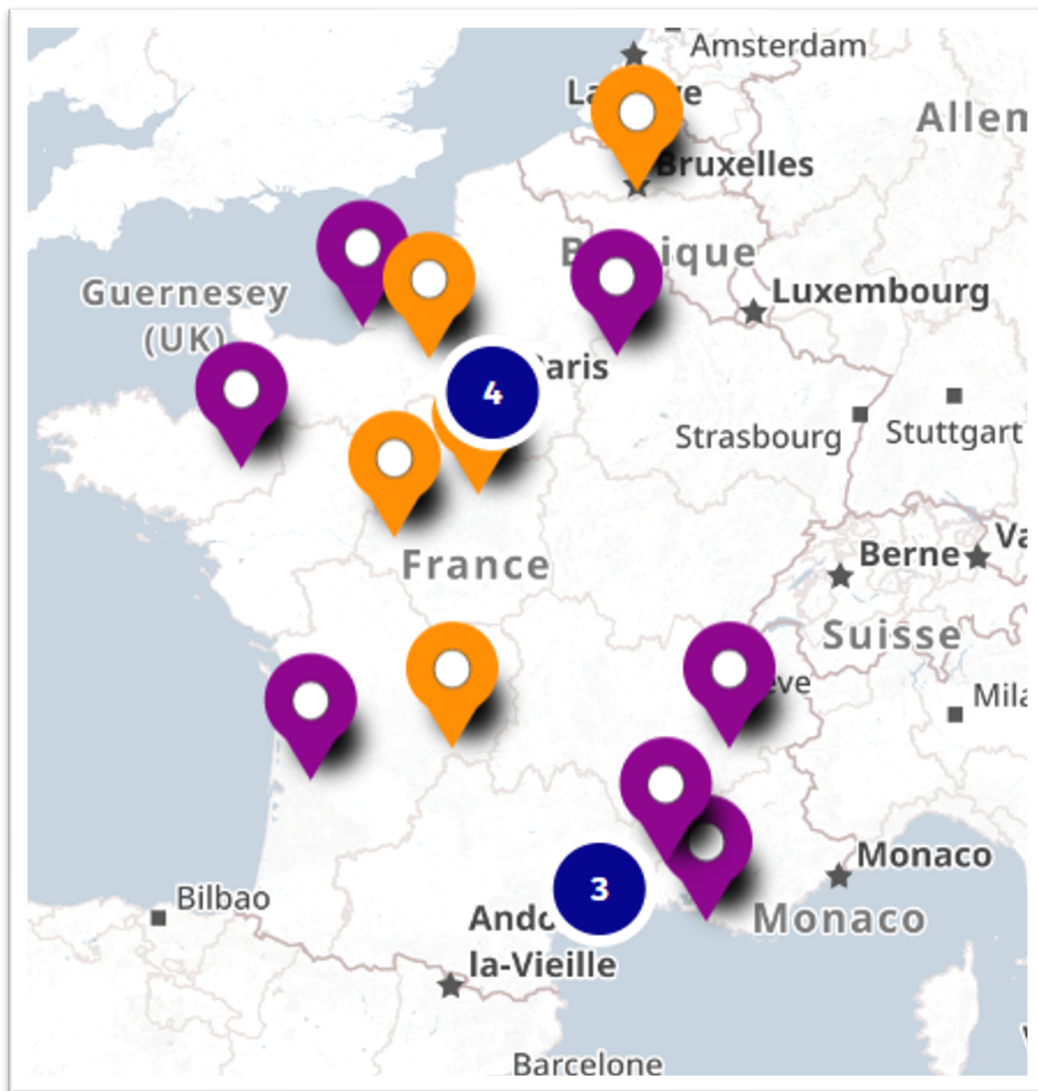 Amsterdam
Allem
Bruxelles
Guernesey
(UK)
Luxembourg
4
Paris
Strasbourg
Stuttgart
France
Berne
Suisse
3
Monaco
Monaco
Bilbao
la-Vieille
Barcelone